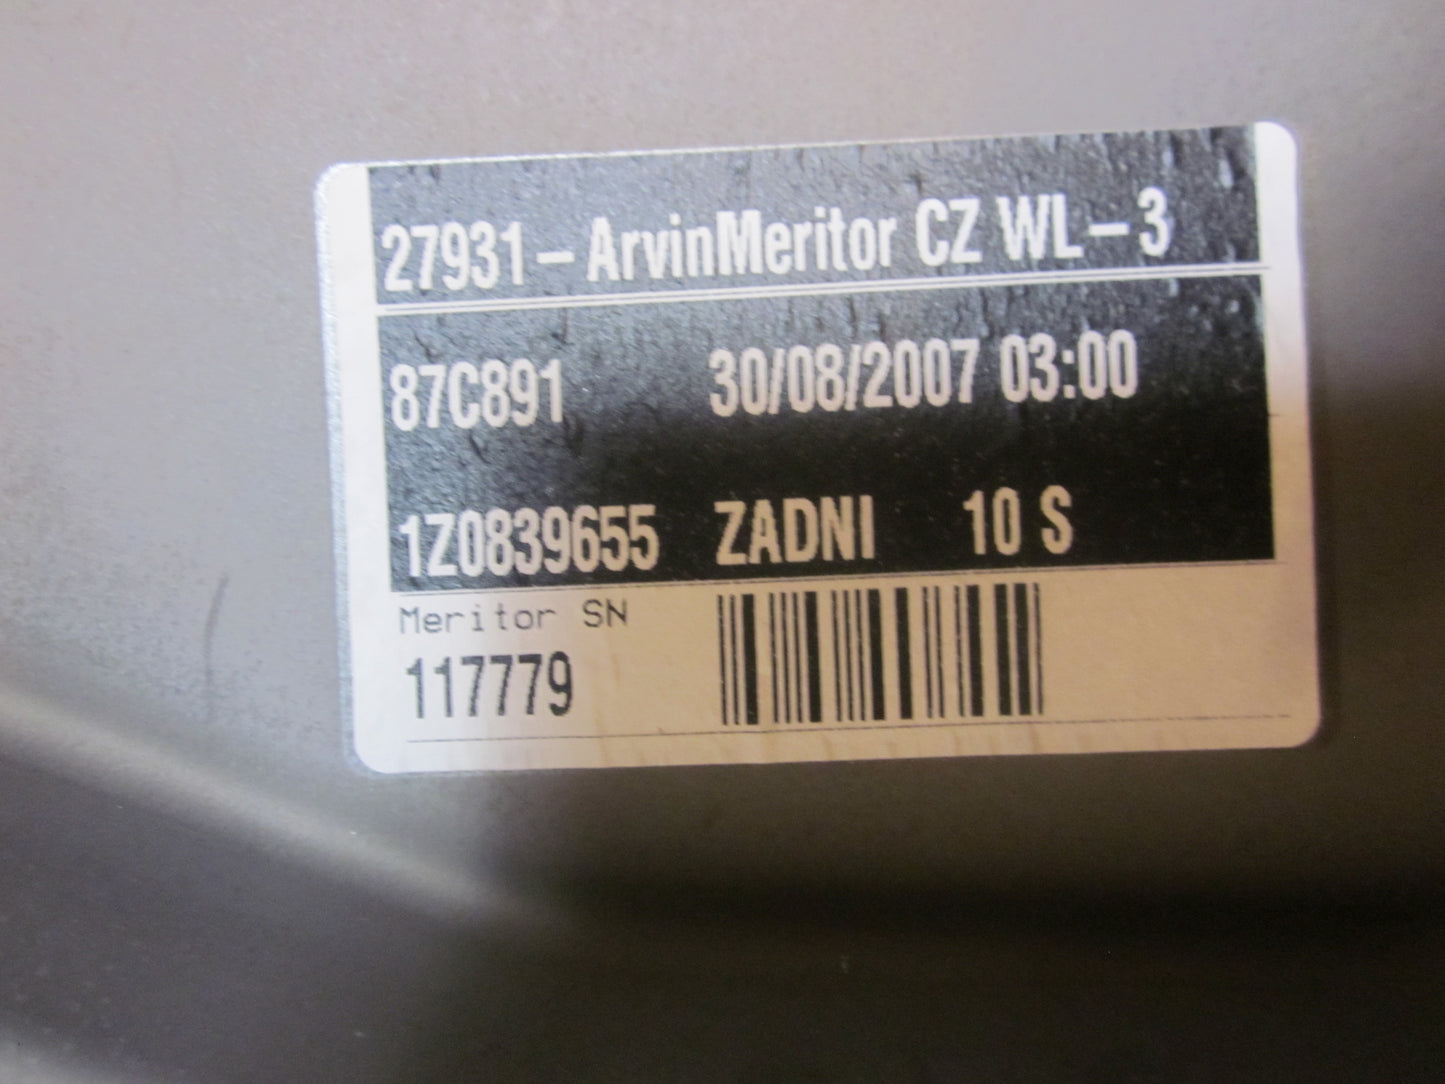 27931 - ArvinMeritor CZ WL - 3
87C891 30/08/2007 03:00
1Z0839655 ZADNI 10 S
Meritor SN
117779